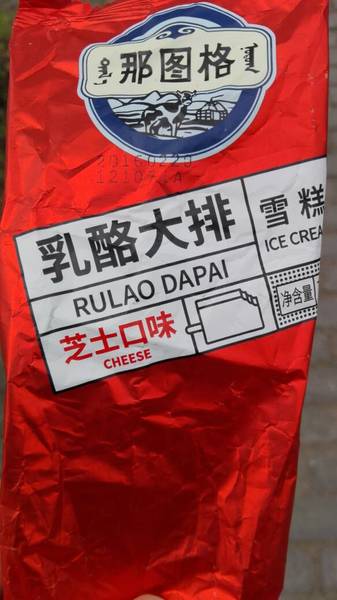 那图格
20160220
乳酪大排
RULAO DAPAI
芝士口味
CHEESE
雪糕
ICE CREA
净含量